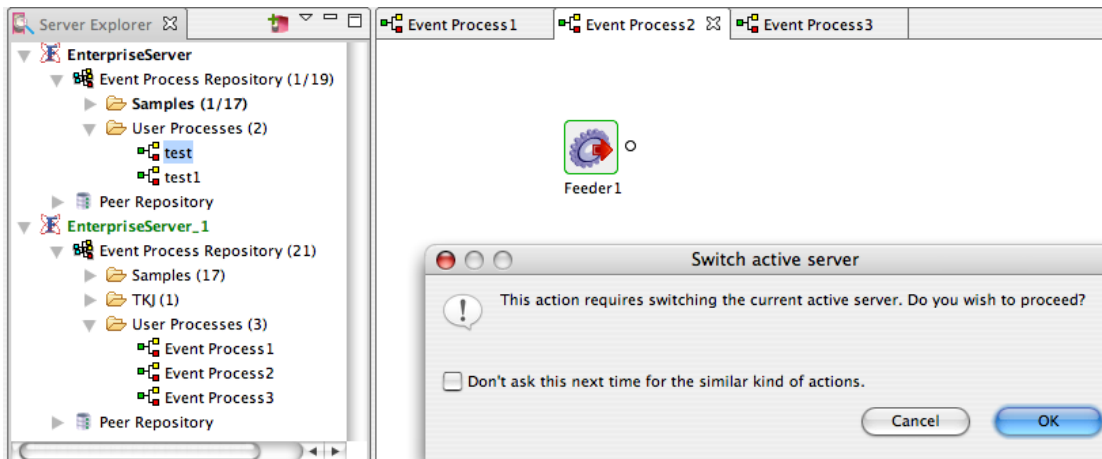 Server Explorer
EnterpriseServer
Event Process Repository (1/19)
Samples (1/17)
User Processes (2)
test
test1
Peer Repository
EnterpriseServer_1
Event Process Repository (21)
Samples (17)
TKJ (1)
User Processes (3)
Event Process1
Event Process2
Event Process3
Peer Repository
Event Process1
Event Process2
Event Process3
Feeder1
Switch active server
This action requires switching the current active server. Do you wish to proceed?
Don't ask this next time for the similar kind of actions.
Cancel
OK